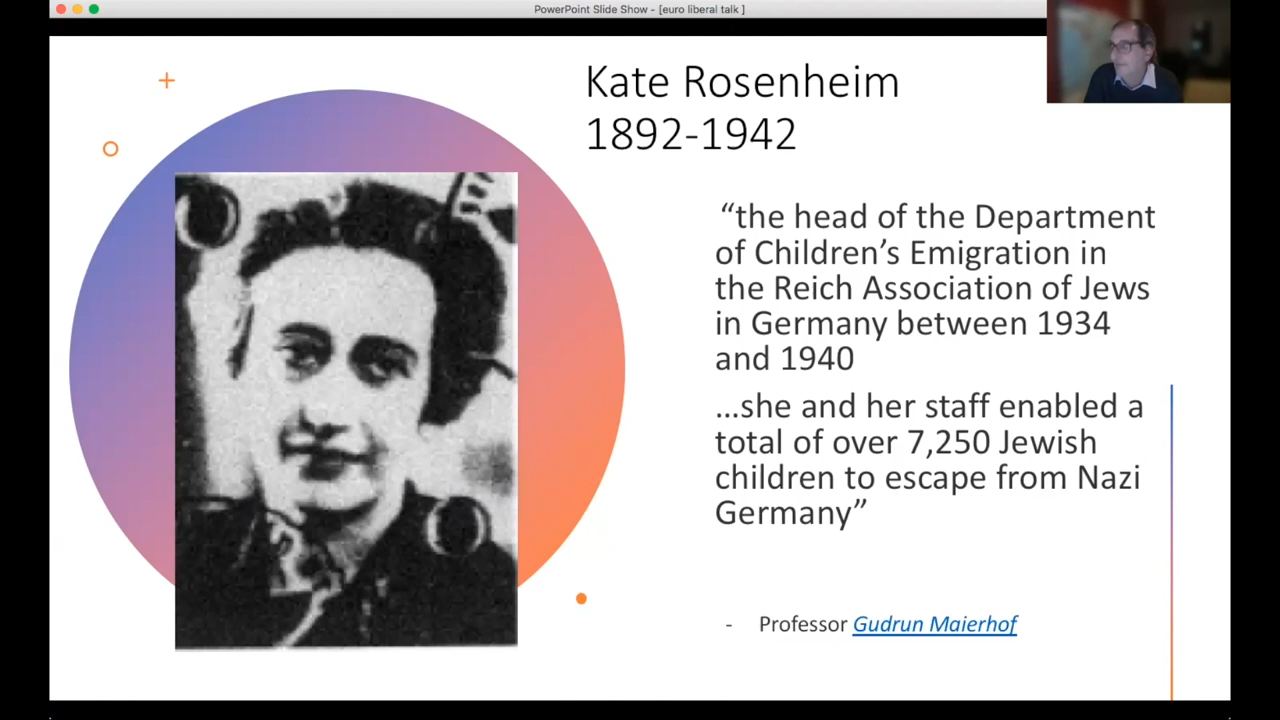 PowerPoint Slide Show - [euro liberal talk ]
Kate Rosenheim
1892-1942
“the head of the Department
of Children’s Emigration in
the Reich Association of Jews
in Germany between 1934
and 1940
…she and her staff enabled a
total of over 7,250 Jewish
children to escape from Nazi
Germany”
- Professor Gudrun Maierhof